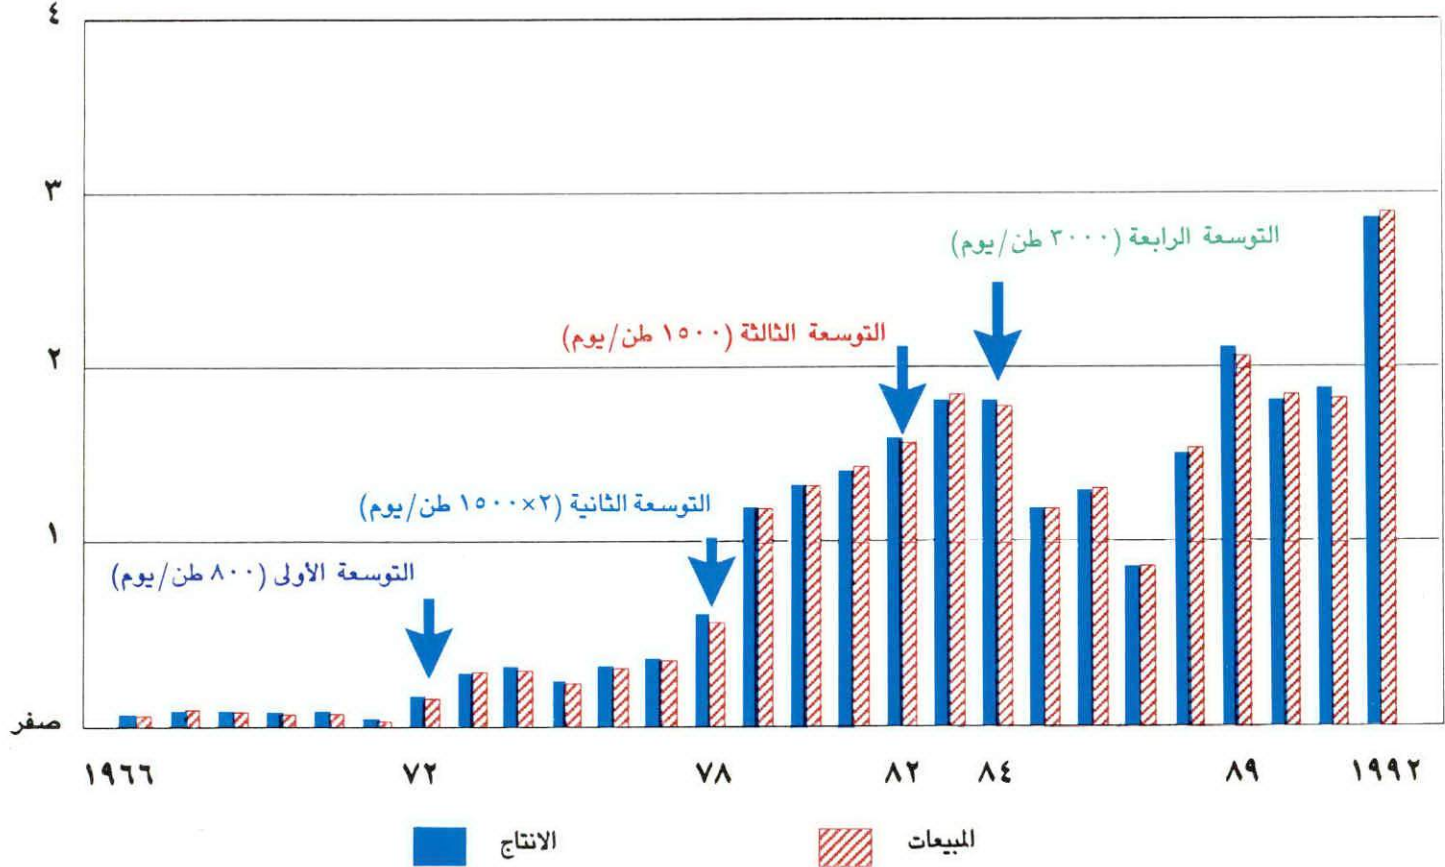 ٤
٣
التوسعة الرابعة (٣٠٠٠ طن/يوم)
التوسعة الثالثة (١٥٠٠ طن/يوم)
٢
التوسعة الثانية (٢×١٥٠٠ طن/يوم)
١
التوسعة الأولى (٨٠٠ طن/يوم)
صفر
١٩٦٦ ٧٢ ٧٨ ٨٢ ٨٤ ٨٩ ١٩٩٢
الانتاج
المبيعات